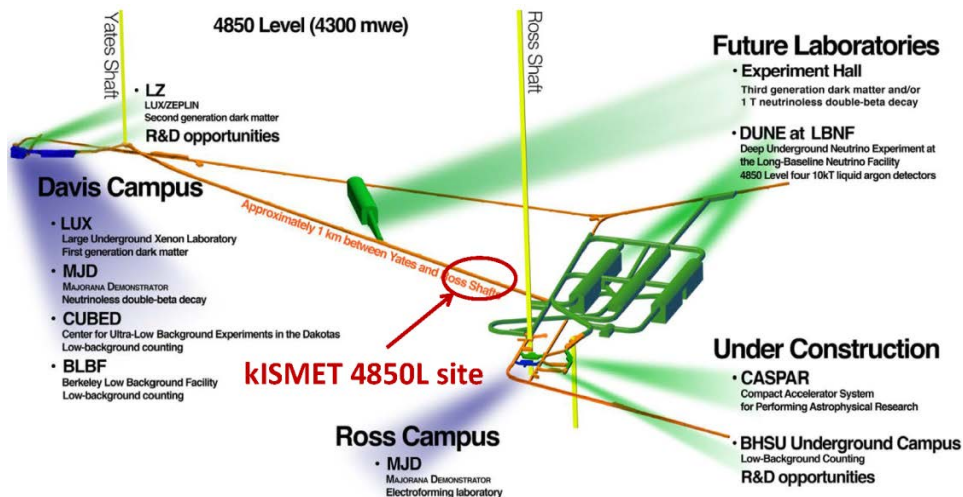 4850 Level (4300 mwe)
Yates Shaft
Ross Shaft
• LZ
LUX/ZEPLIN
Second generation dark matter
R&D opportunities
Davis Campus
• LUX
Large Underground Xenon Laboratory
First generation dark matter
• MJD
MAJORANA DEMONSTRATOR
Neutrinoless double-beta decay
• CUBED
Center for Ultra-Low Background Experiments in the Dakotas
Low-background counting
• BLBF
Berkeley Low Background Facility
Low-background counting
Approximately 1 km between Yates and Ross Shafts
kISMET 4850L site
Ross Campus
• MJD
MAJORANA DEMONSTRATOR
Electroforming laboratory
Future Laboratories
• Experiment Hall
Third generation dark matter and/or
1 T neutrinoless double-beta decay
• DUNE at LBNF
Deep Underground Neutrino Experiment at
the Long-Baseline Neutrino Facility
4850 Level four 10kT liquid argon detectors
Under Construction
• CASPAR
Compact Accelerator System
for Performing Astrophysical Research
• BHSU Underground Campus
Low-Background Counting
R&D opportunities